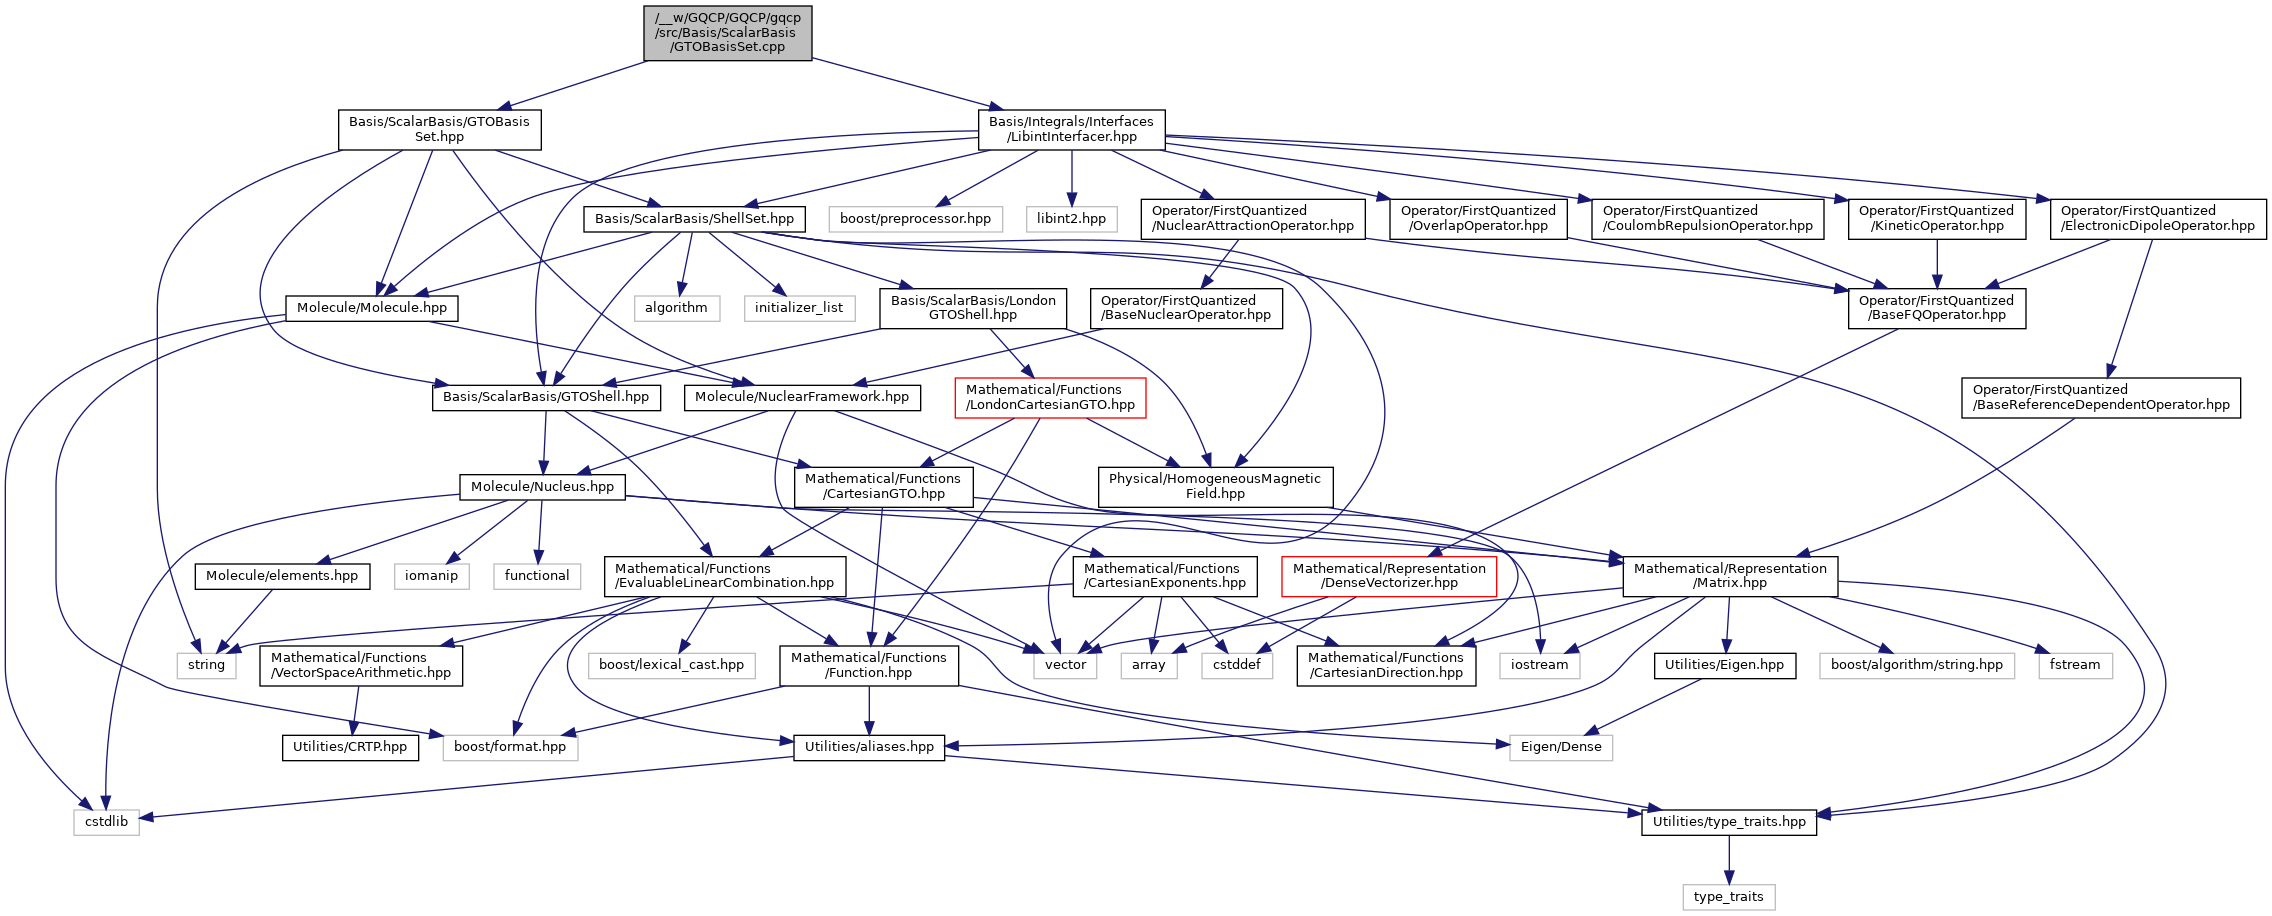 /__w/GQCP/GQCP/gqcp
/src/Basis/ScalarBasis
/GTOBasisSet.cpp
Basis/ScalarBasis/GTOBasis
Set.hpp
Basis/Integrals/Interfaces
/LibintInterfacer.hpp
Basis/ScalarBasis/ShellSet.hpp
boost/preprocessor.hpp
libint2.hpp
Operator/FirstQuantized
/NuclearAttractionOperator.hpp
Operator/FirstQuantized
/OverlapOperator.hpp
Operator/FirstQuantized
/CoulombRepulsionOperator.hpp
Operator/FirstQuantized
/KineticOperator.hpp
Operator/FirstQuantized
/ElectronicDipoleOperator.hpp
Molecule/Molecule.hpp
algorithm
initializer_list
Basis/ScalarBasis/London
GTOShell.hpp
Operator/FirstQuantized
/BaseNuclearOperator.hpp
Operator/FirstQuantized
/BaseFQOperator.hpp
Basis/ScalarBasis/GTOShell.hpp
Molecule/NuclearFramework.hpp
Mathematical/Functions
/LondonCartesianGTO.hpp
Operator/FirstQuantized
/BaseReferenceDependentOperator.hpp
Molecule/Nucleus.hpp
Mathematical/Functions
/CartesianGTO.hpp
Physical/HomogeneousMagnetic
Field.hpp
Molecule/elements.hpp
iomanip
functional
Mathematical/Functions
/EvaluableLinearCombination.hpp
Mathematical/Functions
/CartesianExponents.hpp
Mathematical/Representation
/DenseVectorizer.hpp
Mathematical/Representation
/Matrix.hpp
string
Mathematical/Functions
/VectorSpaceArithmetic.hpp
boost/lexical_cast.hpp
Mathematical/Functions
/Function.hpp
vector
array
cstddef
Mathematical/Functions
/CartesianDirection.hpp
iostream
Utilities/Eigen.hpp
boost/algorithm/string.hpp
fstream
Utilities/CRTP.hpp
boost/format.hpp
Utilities/aliases.hpp
Eigen/Dense
cstdlib
Utilities/type_traits.hpp
type_traits